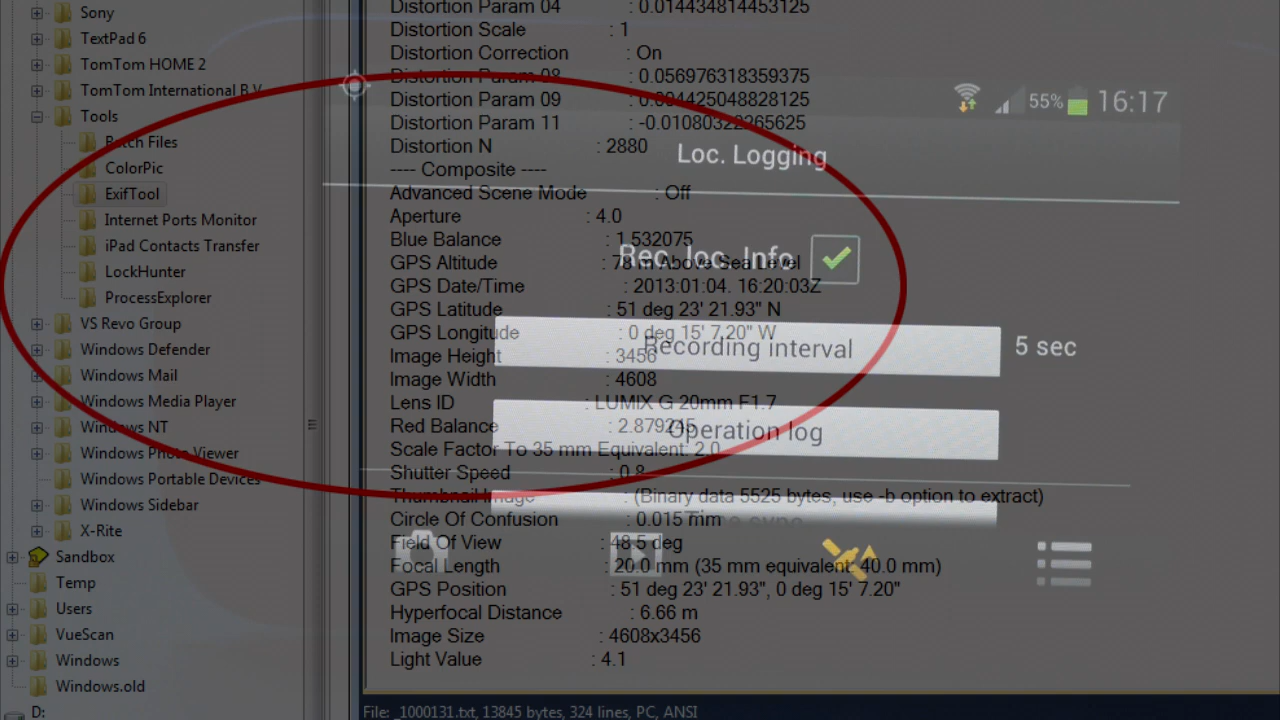 Sony
TextPad 6
TomTom HOME 2
TomTom International B.V.
Tools
Batch Files
ColorPic
ExifTool
Internet Ports Monitor
iPad Contacts Transfer
LockHunter
ProcessExplorer
VS Revo Group
Windows Defender
Windows Mail
Windows Media Player
Windows NT
Windows Photo Viewer
Windows Portable Devices
Windows Sidebar
X-Rite
Sandbox
Temp
Users
VueScan
Windows
Windows.old
D:
Distortion Param 04 : 0.014434814453125
Distortion Scale : 1
Distortion Correction : On
Distortion Param 08 : 0.056976318359375
Distortion Param 09 : 0.094425048828125
Distortion Param 11 : -0.01080322265625
Distortion N : 2880
---- Composite ----
Advanced Scene Mode : Off
Aperture : 4.0
Blue Balance : 1.532075
GPS Altitude : 78 m Above Sea Level
GPS Date/Time : 2013:01:04. 16:20:03Z
GPS Latitude : 51 deg 23' 21.93" N
GPS Longitude : 0 deg 15' 7.20" W
Image Height : 3456
Image Width : 4608
Lens ID : LUMIX G 20mm F1.7
Red Balance : 2.879245
Scale Factor To 35 mm Equivalent: 2.0
Shutter Speed : 0.8
Thumbnail Image : (Binary data 5525 bytes, use -b option to extract)
Circle Of Confusion : 0.015 mm
Field Of View : 48.5 deg
Focal Length : 20.0 mm (35 mm equivalent: 40.0 mm)
GPS Position : 51 deg 23' 21.93", 0 deg 15' 7.20"
Hyperfocal Distance : 6.66 m
Image Size : 4608x3456
Light Value : 4.1
File: _1000131.txt, 13845 bytes, 324 lines, PC, ANSI
55% 16:17
Loc. Logging
Rec. loc. Info
Recording interval 5 sec
Operation log